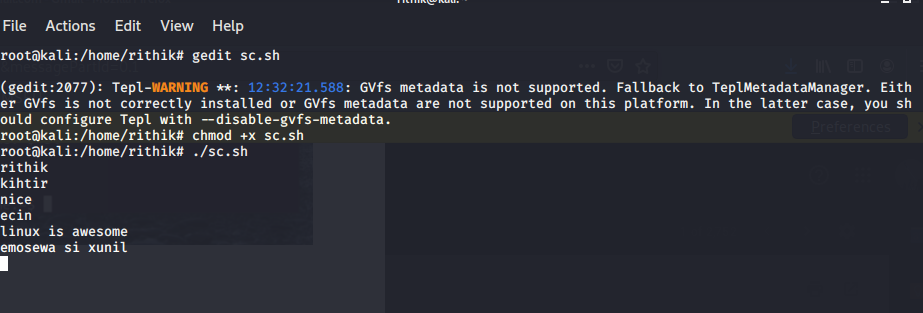 rithik@kali: ~
File Actions Edit View Help
root@kali:/home/rithik# gedit sc.sh
(gedit:2077): Tepl-WARNING **: 12:32:21.588: GVfs metadata is not supported. Fallback to TeplMetadataManager. Eith
er GVfs is not correctly installed or GVfs metadata are not supported on this platform. In the latter case, you sh
ould configure Tepl with --disable-gvfs-metadata.
root@kali:/home/rithik# chmod +x sc.sh
Preferences
root@kali:/home/rithik# ./sc.sh
rithik
kihtir
nice
ecin
linux is awesome
emosewa si xunil